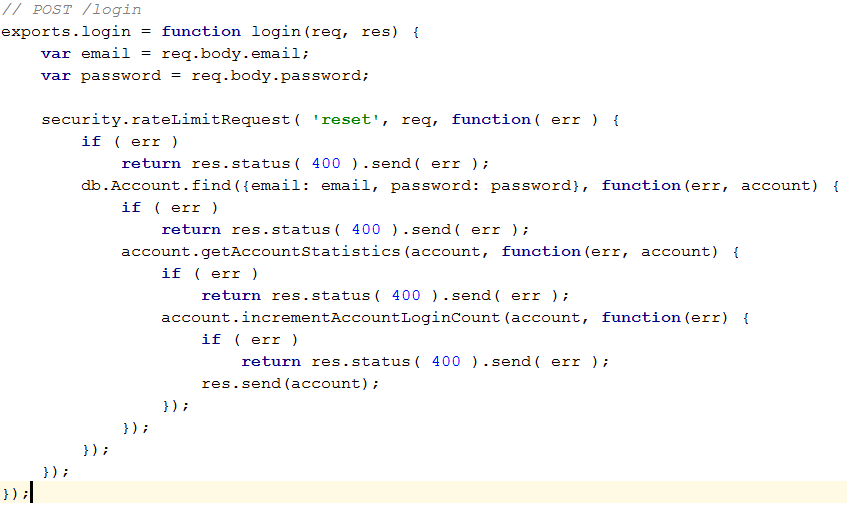 // POST /login
exports.login = function login(req, res) {
    var email = req.body.email;
    var password = req.body.password;

    security.rateLimitRequest( 'reset', req, function( err ) {
        if ( err )
            return res.status( 400 ).send( err );
        db.Account.find({email: email, password: password}, function(err, account) {
            if ( err )
                return res.status( 400 ).send( err );
            account.getAccountStatistics(account, function(err, account) {
                if ( err )
                    return res.status( 400 ).send( err );
                account.incrementAccountLoginCount(account, function(err) {
                    if ( err )
                        return res.status( 400 ).send( err );
                    res.send(account);
                });
            });
        });
    });
});